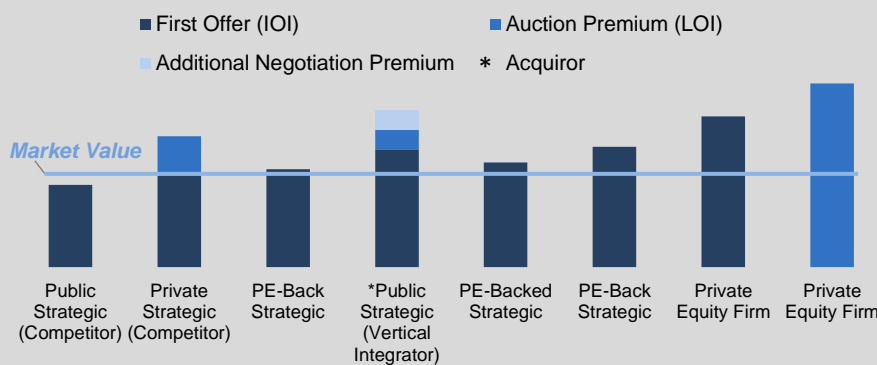 First Offer (IOI)
Auction Premium (LOI)
Additional Negotiation Premium
* Acquiror
Market Value
Public
Strategic
(Competitor)
Private
Strategic
(Competitor)
PE-Back
Strategic
*Public
Strategic
(Vertical
Integrator)
PE-Backed
Strategic
PE-Back
Strategic
Private
Equity Firm
Private
Equity Firm